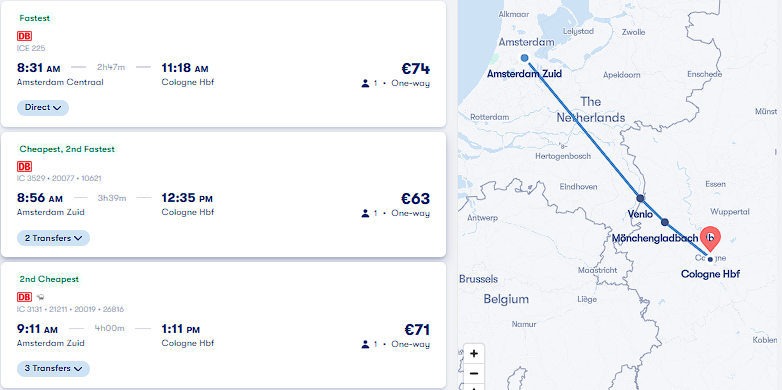 Fastest
DB
ICE 225
8:31 AM 2h47m 11:18 AM €74
Amsterdam Centraal Cologne Hbf 1 • One-way
Direct
Cheapest, 2nd Fastest
DB
IC 3529 • 20077 • 10621
8:56 AM 3h39m 12:35 PM €63
Amsterdam Zuid Cologne Hbf 1 • One-way
2 Transfers
2nd Cheapest
DB
IC 3131 • 21211 • 20019 • 26816
9:11 AM 4h00m 1:11 PM €71
Amsterdam Zuid Cologne Hbf 1 • One-way
3 Transfers
Alkmaar
Lelystad Zwolle
Amsterdam
Amsterdam Zuid
Apeldoorn Enschede
The
Netherlands
Rotterdam
Münst
Hertogenbosch
Eindhoven
Essen
Venlo
Wuppertal
Antwerp
Mönchengladbach
Cologne Hbf
Maastricht
Brussels
Liège
Belgium
Namur
Koblen
+
−